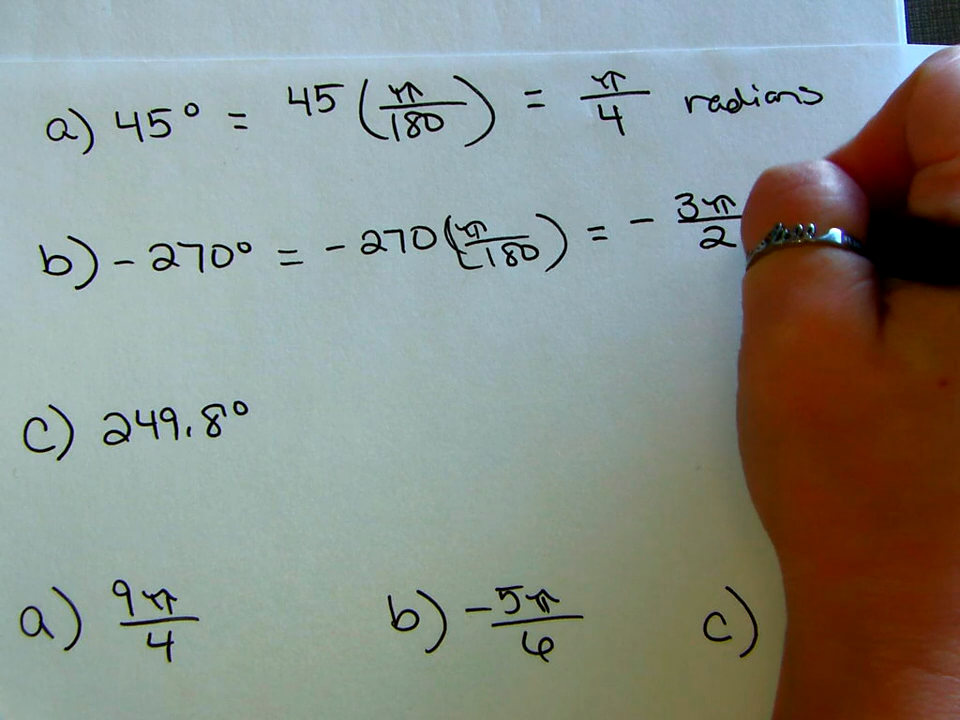 a) 45° = 45 (π/180) = π/4 radians
b) -270° = -270 (π/180) = - 3π/2
c) 249.8°
a) 9π/4 b) -5π/6 c)